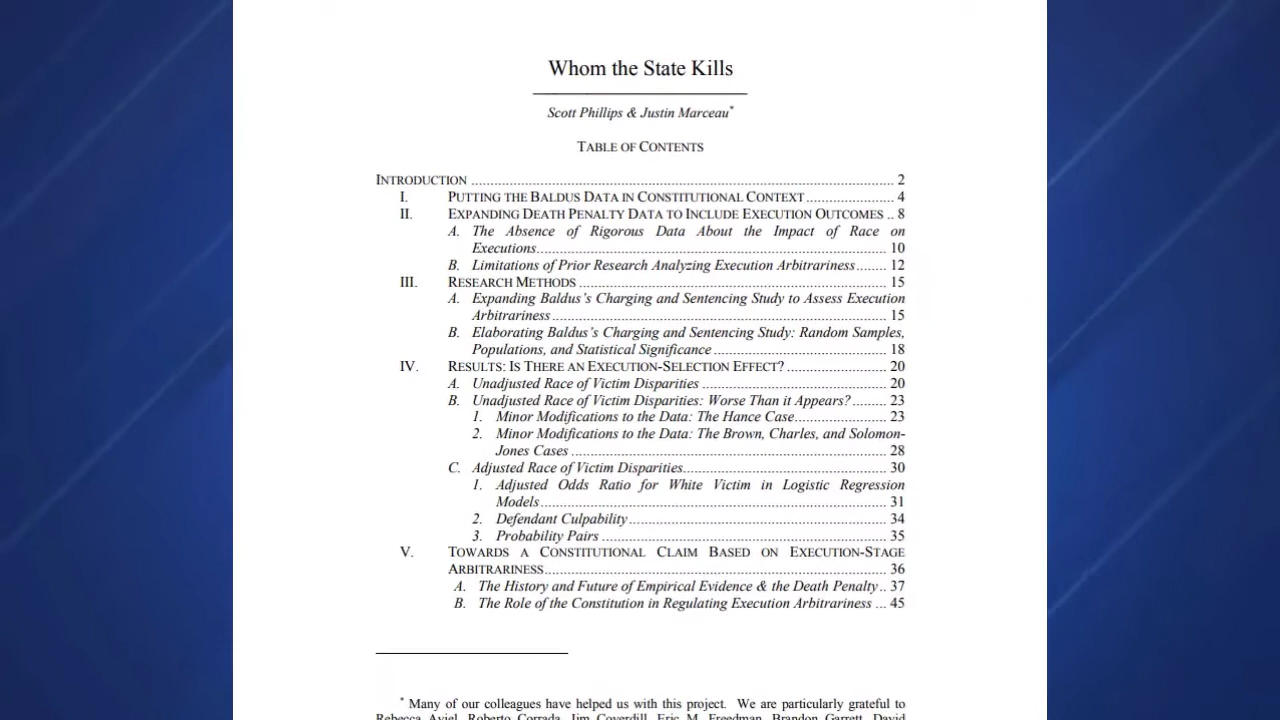 Whom the State Kills
Scott Phillips & Justin Marceau*
TABLE OF CONTENTS
INTRODUCTION ........................................................................................................ 2
I. PUTTING THE BALDUS DATA IN CONSTITUTIONAL CONTEXT ...................... 4
II. EXPANDING DEATH PENALTY DATA TO INCLUDE EXECUTION OUTCOMES .. 8
A. The Absence of Rigorous Data About the Impact of Race on
Executions..................................................................................... 10
B. Limitations of Prior Research Analyzing Execution Arbitrariness........ 12
III. RESEARCH METHODS ........................................................................... 15
A. Expanding Baldus’s Charging and Sentencing Study to Assess Execution
Arbitrariness ................................................................................. 15
B. Elaborating Baldus’s Charging and Sentencing Study: Random Samples,
Populations, and Statistical Significance ........................................... 18
IV. RESULTS: IS THERE AN EXECUTION-SELECTION EFFECT? ........................ 20
A. Unadjusted Race of Victim Disparities .............................................. 20
B. Unadjusted Race of Victim Disparities: Worse Than it Appears? ......... 23
1. Minor Modifications to the Data: The Hance Case........................ 23
2. Minor Modifications to the Data: The Brown, Charles, and Solomon-
Jones Cases .............................................................................. 28
C. Adjusted Race of Victim Disparities................................................... 30
1. Adjusted Odds Ratio for White Victim in Logistic Regression
Models ...................................................................................... 31
2. Defendant Culpability ................................................................ 34
3. Probability Pairs ....................................................................... 35
V. TOWARDS A CONSTITUTIONAL CLAIM BASED ON EXECUTION-STAGE
ARBITRARINESS..................................................................................... 36
A. The History and Future of Empirical Evidence & the Death Penalty .. 37
B. The Role of the Constitution in Regulating Execution Arbitrariness ... 45
* Many of our colleagues have helped us with this project. We are particularly grateful to
Rebecca Aviel, Roberto Corrada, Jim Coverdill, Eric M. Freedman, Brandon Garrett, David